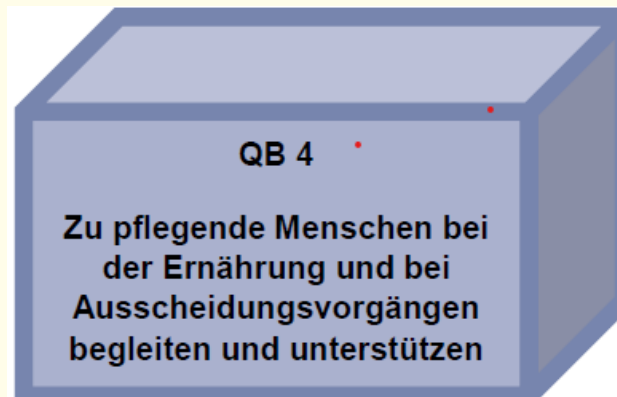 QB 4
Zu pflegende Menschen bei
der Ernährung und bei
Ausscheidungsvorgängen
begleiten und unterstützen